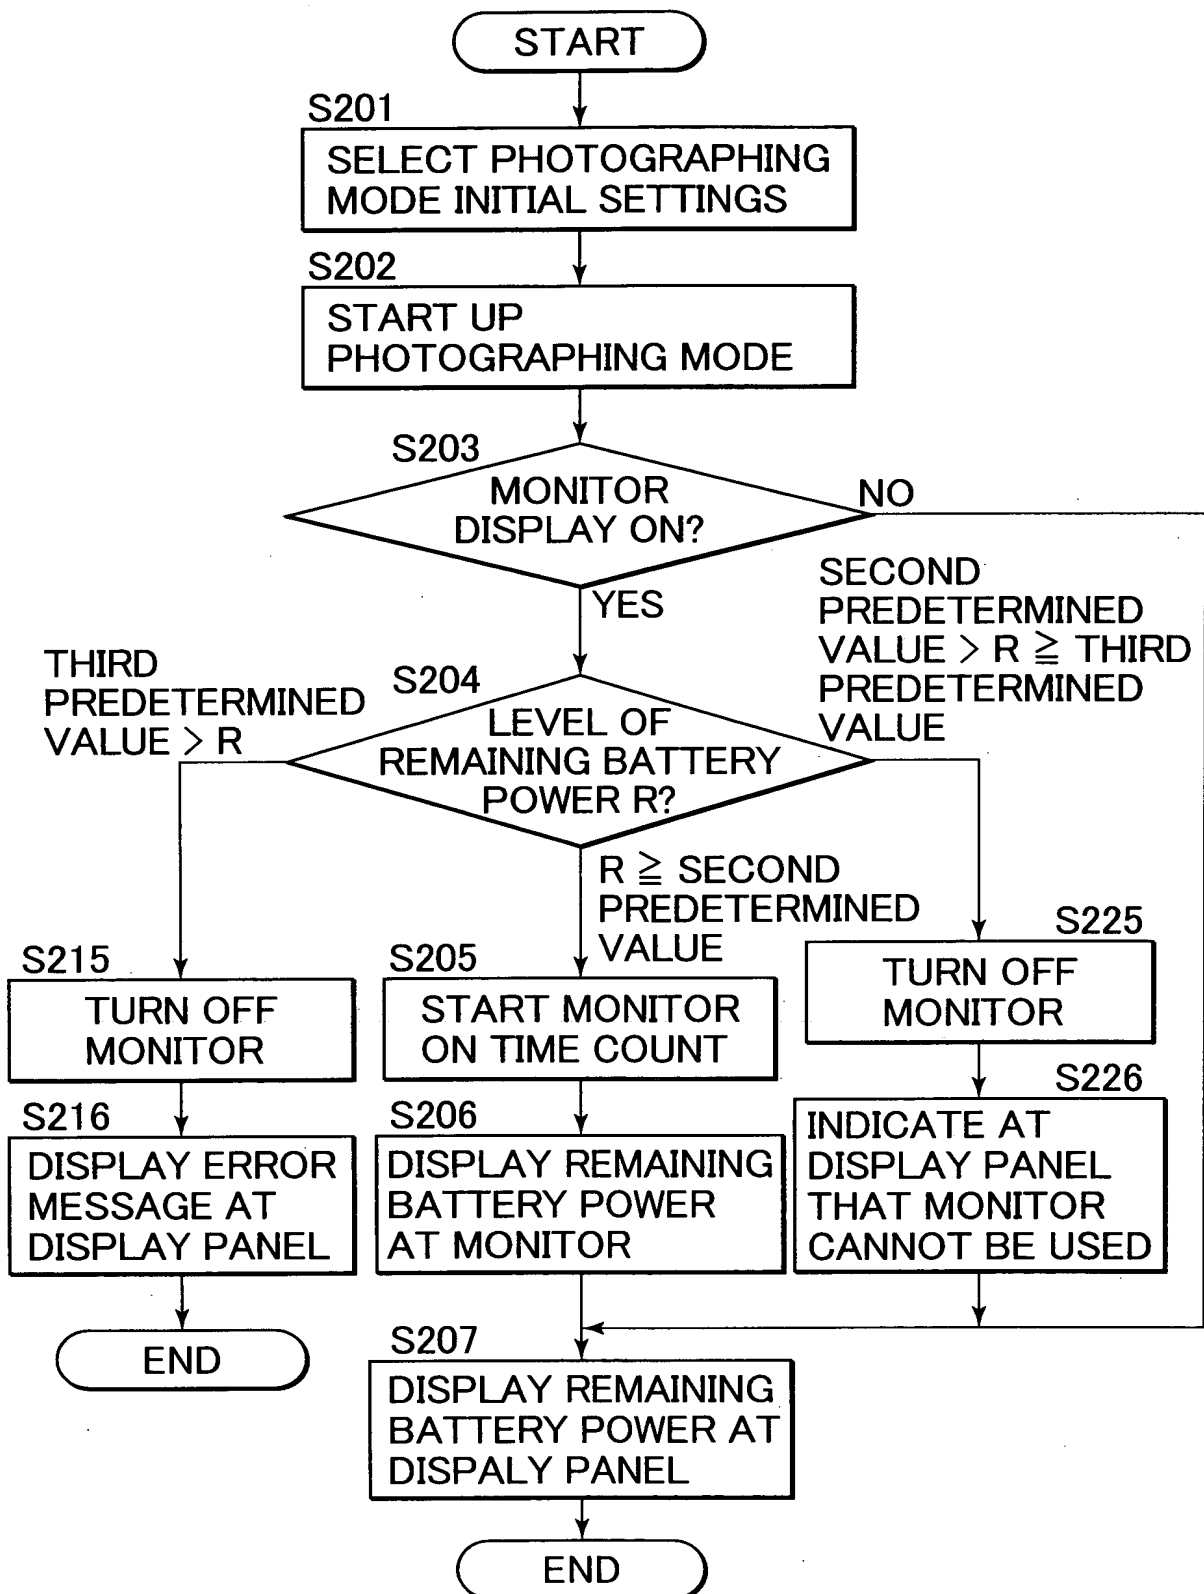 START
S201
SELECT PHOTOGRAPHING
MODE INITIAL SETTINGS
S202
START UP
PHOTOGRAPHING MODE
S203
MONITOR
DISPLAY ON?
NO
YES
SECOND
PREDETERMINED
VALUE > R ≧ THIRD
PREDETERMINED
VALUE
THIRD
PREDETERMINED
VALUE > R
S204
LEVEL OF
REMAINING BATTERY
POWER R?
R ≧ SECOND
PREDETERMINED
VALUE
S215
TURN OFF
MONITOR
S216
DISPLAY ERROR
MESSAGE AT
DISPLAY PANEL
END
S205
START MONITOR
ON TIME COUNT
S206
DISPLAY REMAINING
BATTERY POWER
AT MONITOR
S225
TURN OFF
MONITOR
S226
INDICATE AT
DISPLAY PANEL
THAT MONITOR
CANNOT BE USED
S207
DISPLAY REMAINING
BATTERY POWER AT
DISPALY PANEL
END